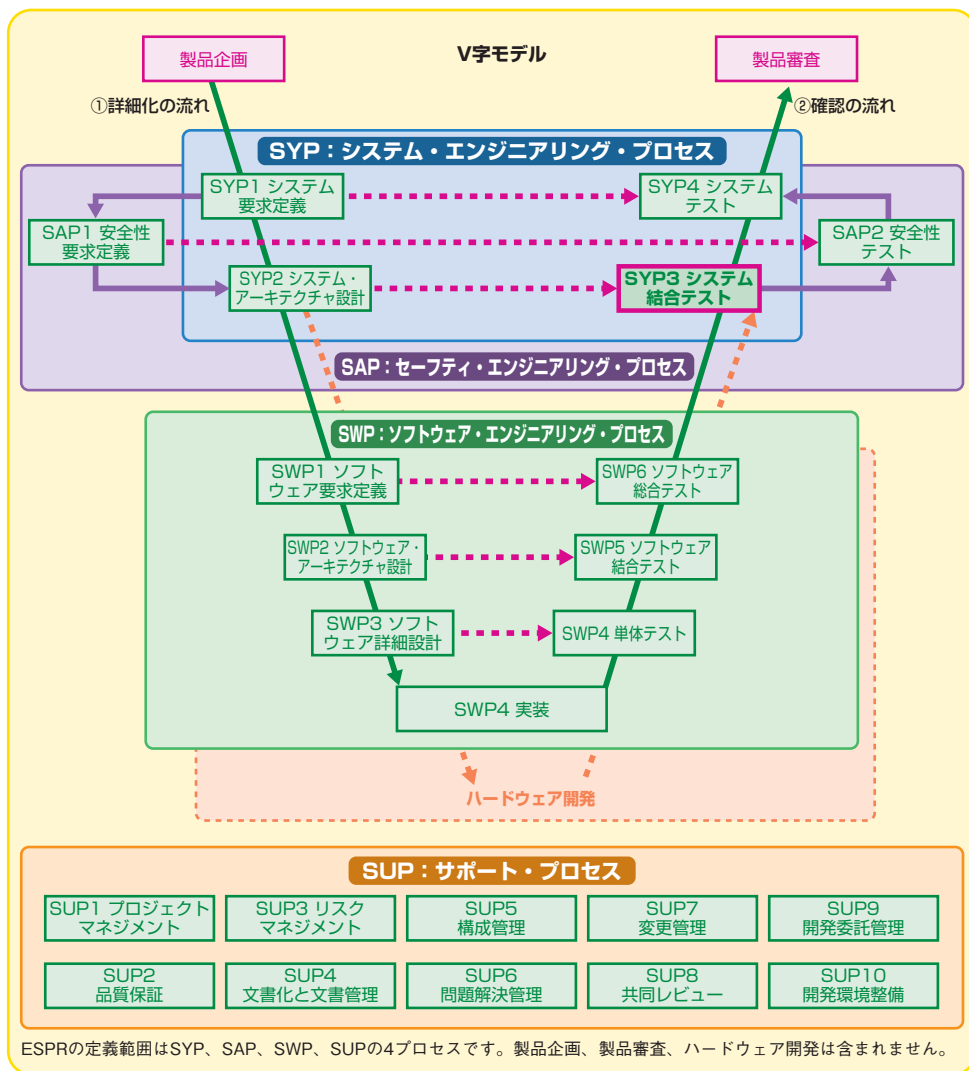 V字モデル
製品企画
製品審査
①詳細化の流れ
②確認の流れ
SYP：システム・エンジニアリング・プロセス
SYP1 システム
要求定義
SYP4 システム
テスト
SAP1 安全性
要求定義
SAP2 安全性
テスト
SYP2 システム・
アーキテクチャ設計
SYP3 システム
結合テスト
SAP：セーフティ・エンジニアリング・プロセス
SWP：ソフトウェア・エンジニアリング・プロセス
SWP1 ソフト
ウェア要求定義
SWP6 ソフトウェア
総合テスト
SWP2 ソフトウェア・
アーキテクチャ設計
SWP5 ソフトウェア
結合テスト
SWP3 ソフト
ウェア詳細設計
SWP4 単体テスト
SWP4 実装
ハードウェア開発
SUP：サポート・プロセス
SUP1 プロジェクト
マネジメント
SUP3 リスク
マネジメント
SUP5
構成管理
SUP7
変更管理
SUP9
開発委託管理
SUP2
品質保証
SUP4
文書化と文書管理
SUP6
問題解決管理
SUP8
共同レビュー
SUP10
開発環境整備
ESPRの定義範囲はSYP、SAP、SWP、SUPの4プロセスです。製品企画、製品審査、ハードウェア開発は含まれません。